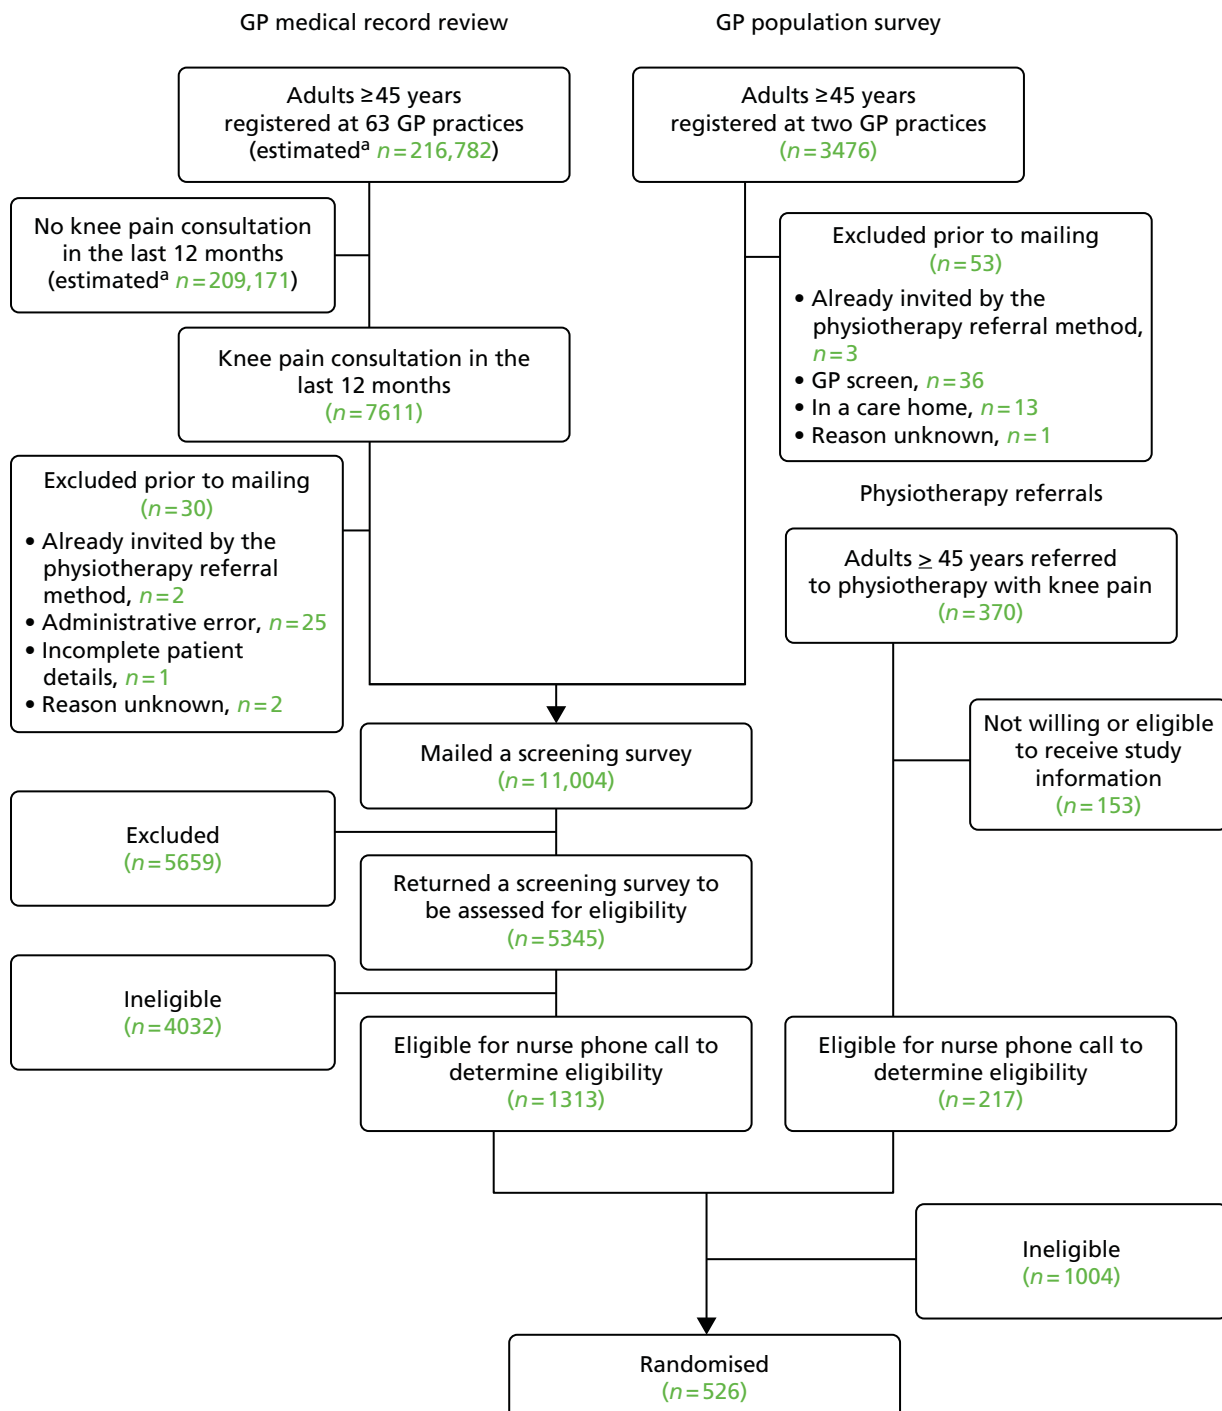 GP medical record review
GP population survey
Adults ≥45 years
registered at 63 GP practices
(estimatedᵃ n=216,782)
Adults ≥45 years
registered at two GP practices
(n=3476)
No knee pain consultation
in the last 12 months
(estimatedᵃ n=209,171)
Excluded prior to mailing
(n=53)
• Already invited by the
physiotherapy referral method,
n=3
• GP screen, n=36
• In a care home, n=13
• Reason unknown, n=1
Knee pain consultation in the
last 12 months
(n=7611)
Excluded prior to mailing
(n=30)
• Already invited by the
physiotherapy referral
method, n=2
• Administrative error, n=25
• Incomplete patient
details, n=1
• Reason unknown, n=2
Physiotherapy referrals
Adults ≥ 45 years referred
to physiotherapy with knee pain
(n=370)
Not willing or eligible
to receive study
information
(n=153)
Mailed a screening survey
(n=11,004)
Excluded
(n=5659)
Returned a screening survey to
be assessed for eligibility
(n=5345)
Ineligible
(n=4032)
Eligible for nurse phone call to
determine eligibility
(n=1313)
Eligible for nurse phone call to
determine eligibility
(n=217)
Ineligible
(n=1004)
Randomised
(n=526)